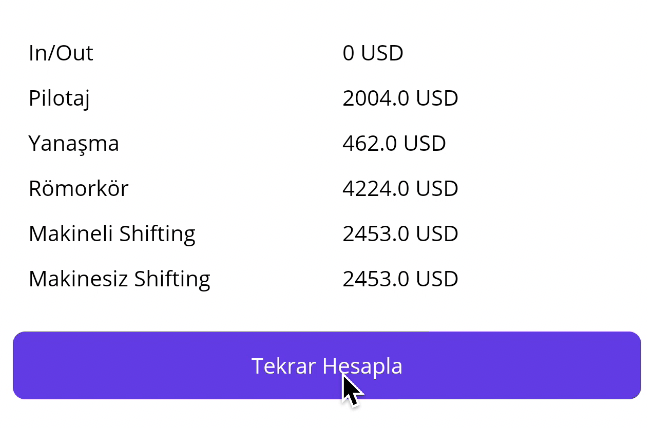 In/Out 0 USD
Pilotaj 2004.0 USD
Yanaşma 462.0 USD
Römorkör 4224.0 USD
Makineli Shifting 2453.0 USD
Makinesiz Shifting 2453.0 USD
Tekrar Hesapla